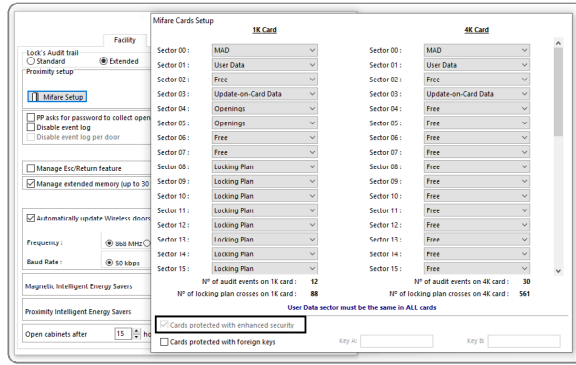 Mifare Cards Setup
1K Card
4K Card
Facility
Lock's Audit trail
Standard
Extended
Proximity setup
Mifare Setup
PP asks for password to collect open
Disable event log
Disable event log per door
Manage Esc/Return feature
Manage extended memory (up to 30
Automatically update Wireless doors
Frequency :
868 MHz
Baud Rate :
50 kbps
Magnetic Intelligent Energy Savers
Proximity Intelligent Energy Savers
Open cabinets after 15 ho
Sector 00 : MAD Sector 00 : MAD
Sector 01 : User Data Sector 01 : User Data
Sector 02 : Free Sector 02 : Free
Sector 03 : Update-on-Card Data Sector 03 : Update-on-Card Data
Sector 04 : Openings Sector 04 : Free
Sector 05 : Openings Sector 05 : Free
Sector 06 : Free Sector 06 : Free
Sector 07 : Free Sector 07 : Free
Sector 08 : Locking Plan Sector 08 : Free
Sector 09 : Locking Plan Sector 09 : Free
Sector 10 : Locking Plan Sector 10 : Free
Sector 11 : Locking Plan Sector 11 : Free
Sector 12 : Locking Plan Sector 12 : Free
Sector 13 : Locking Plan Sector 13 : Free
Sector 14 : Locking Plan Sector 14 : Free
Sector 15 : Locking Plan Sector 15 : Free
Nº of audit events on 1K card : 12 Nº of audit events on 4K card : 30
Nº of locking plan crosses on 1K card : 88 Nº of locking plan crosses on 4K card : 561
User Data sector must be the same in ALL cards
Cards protected with enhanced security
Cards protected with foreign keys Key A: Key B: